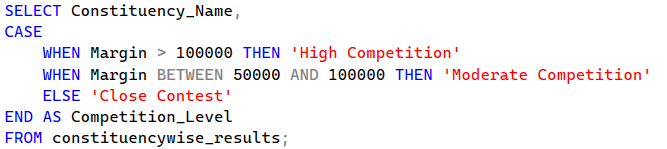 SELECT Constituency_Name,
CASE
    WHEN Margin > 100000 THEN 'High Competition'
    WHEN Margin BETWEEN 50000 AND 100000 THEN 'Moderate Competition'
    ELSE 'Close Contest'
END AS Competition_Level
FROM constituencywise_results;